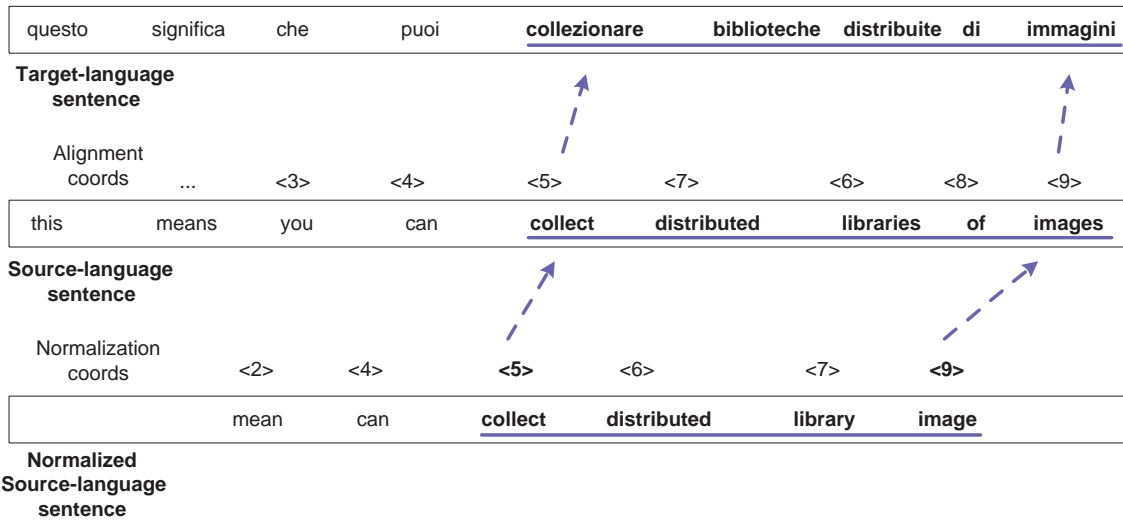 questo significa che puoi collezionare biblioteche distribuite di immagini
Target-language
sentence
Alignment
coords ... <3> <4> <5> <7> <6> <8> <9>
this means you can collect distributed libraries of images
Source-language
sentence
Normalization
coords <2> <4> <5> <6> <7> <9>
mean can collect distributed library image
Normalized
Source-language
sentence